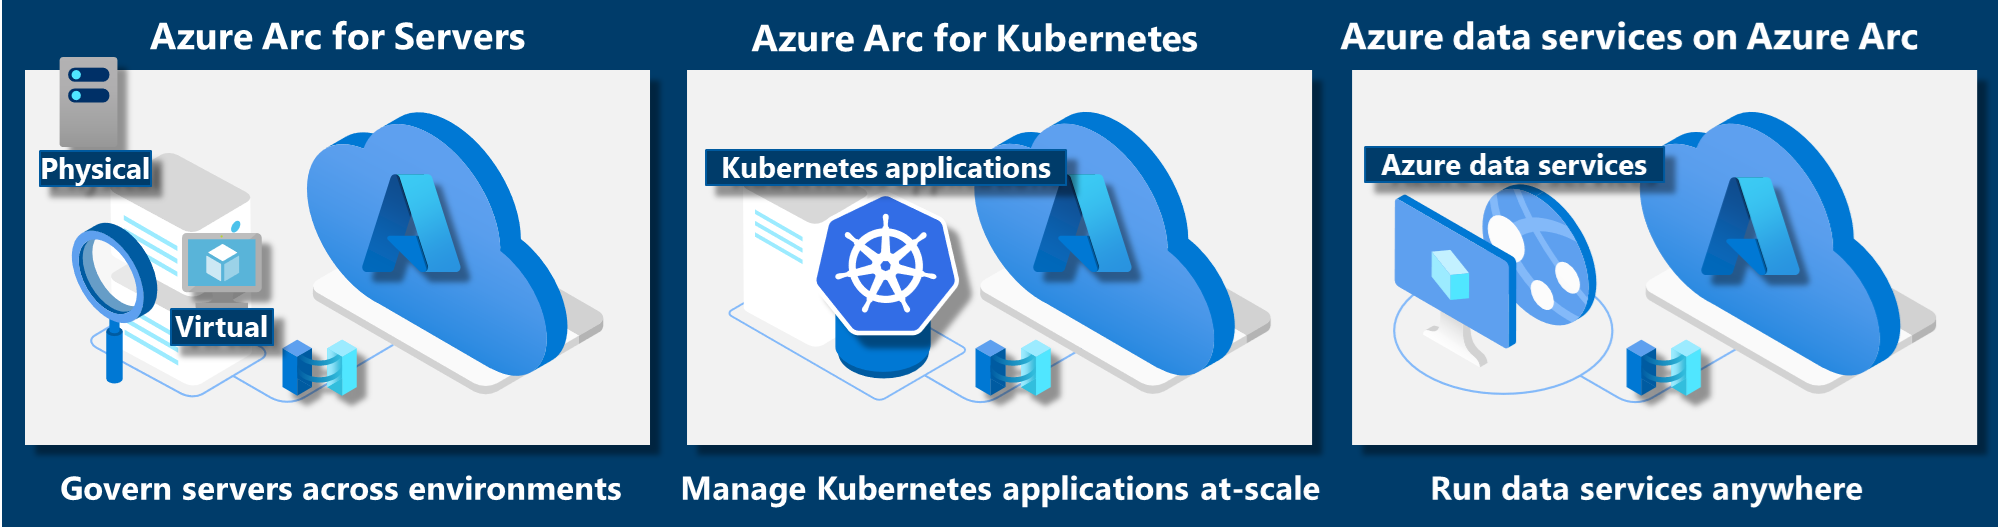 Azure Arc for Servers
Physical
Virtual
Govern servers across environments
Azure Arc for Kubernetes
Kubernetes applications
Manage Kubernetes applications at-scale
Azure data services on Azure Arc
Azure data services
Run data services anywhere